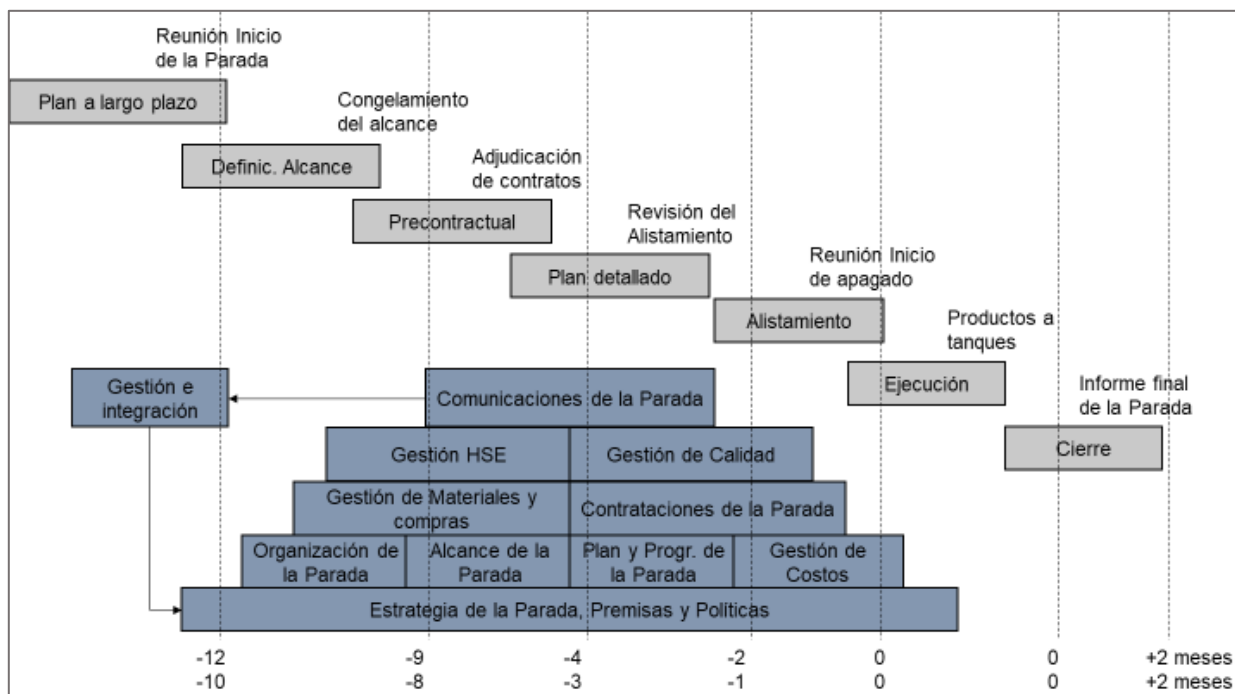 Reunión Inicio
de la Parada
Plan a largo plazo
Congelamiento
del alcance
Definic. Alcance
Adjudicación
de contratos
Precontractual
Revisión del
Alistamiento
Plan detallado
Reunión Inicio
de apagado
Alistamiento
Productos a
tanques
Ejecución
Informe final
de la Parada
Cierre
Gestión e
integración
Comunicaciones de la Parada
Gestión HSE
Gestión de Calidad
Gestión de Materiales y
compras
Contrataciones de la Parada
Organización de
la Parada
Alcance de la
Parada
Plan y Progr. de
la Parada
Gestión de
Costos
Estrategia de la Parada, Premisas y Políticas
-12 -9 -4 -2 0 0 +2 meses
-10 -8 -3 -1 0 0 +2 meses